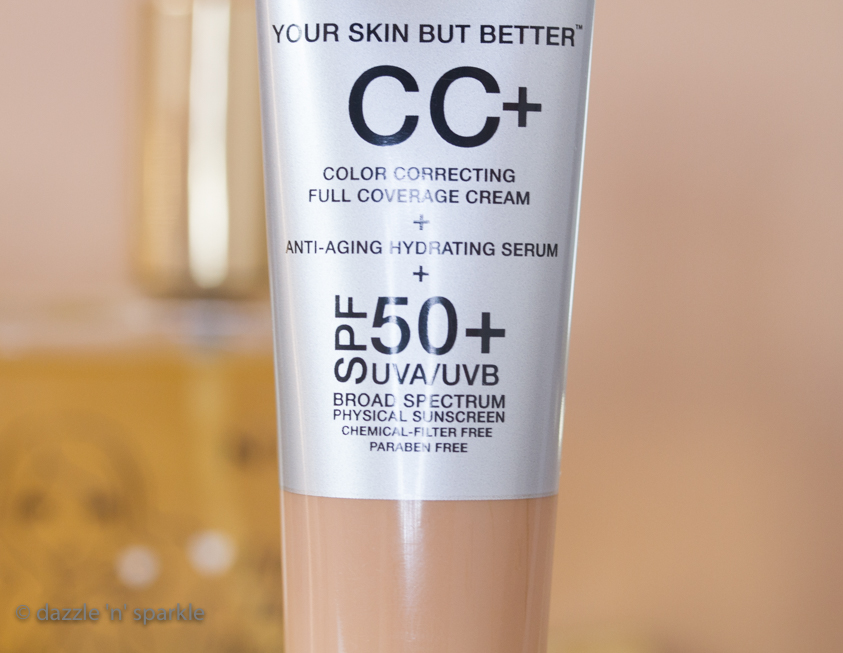 YOUR SKIN BUT BETTER™
CC+
COLOR CORRECTING
FULL COVERAGE CREAM
+
ANTI-AGING HYDRATING SERUM
+
SPF 50+
UVA/UVB
BROAD SPECTRUM
PHYSICAL SUNSCREEN
CHEMICAL-FILTER FREE
PARABEN FREE
© dazzle 'n' sparkle